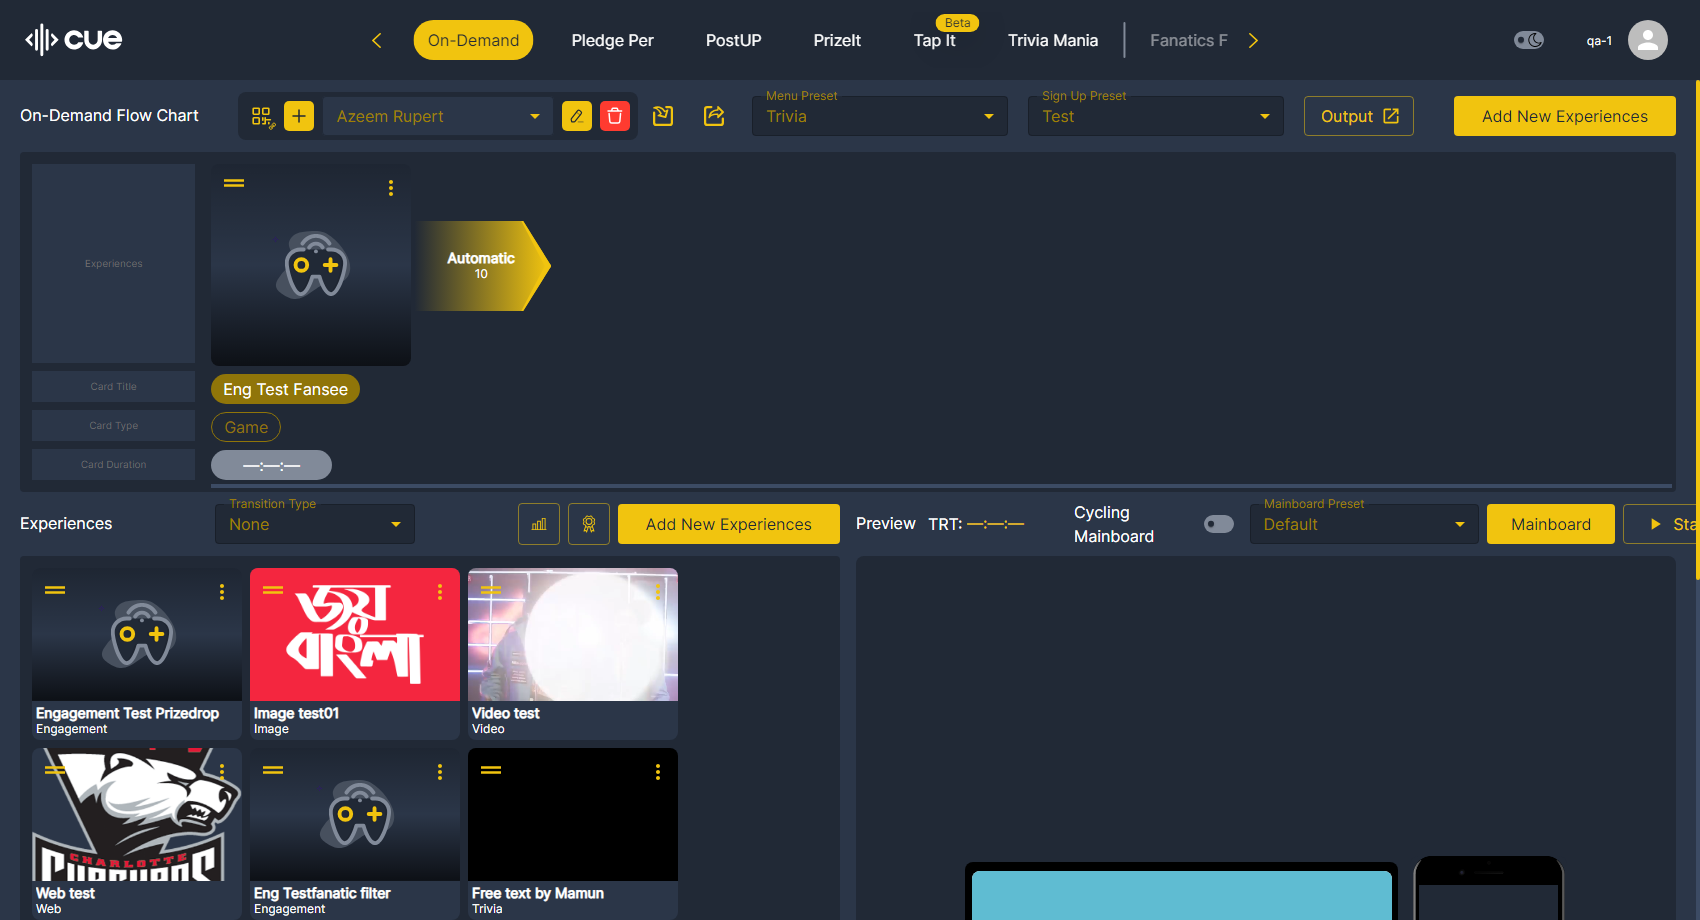 cue
On-Demand
Pledge Per
PostUP
PrizeIt
Tap It
Beta
Trivia Mania
Fanatics F
qa-1
On-Demand Flow Chart
Azeem Rupert
Menu Preset
Trivia
Sign Up Preset
Test
Output
Add New Experiences
Experiences
Automatic
10
Card Title
Eng Test Fansee
Card Type
Game
Card Duration
—:—:—
Experiences
Transition Type
None
Add New Experiences
Preview
TRT: —:—:—
Cycling
Mainboard
Mainboard Preset
Default
Mainboard
Sta
জয়
বাংলা
Engagement Test Prizedrop
Engagement
Image test01
Image
Video test
Video
CHARLOTTE
Web test
Web
Eng Testfanatic filter
Engagement
Free text by Mamun
Trivia